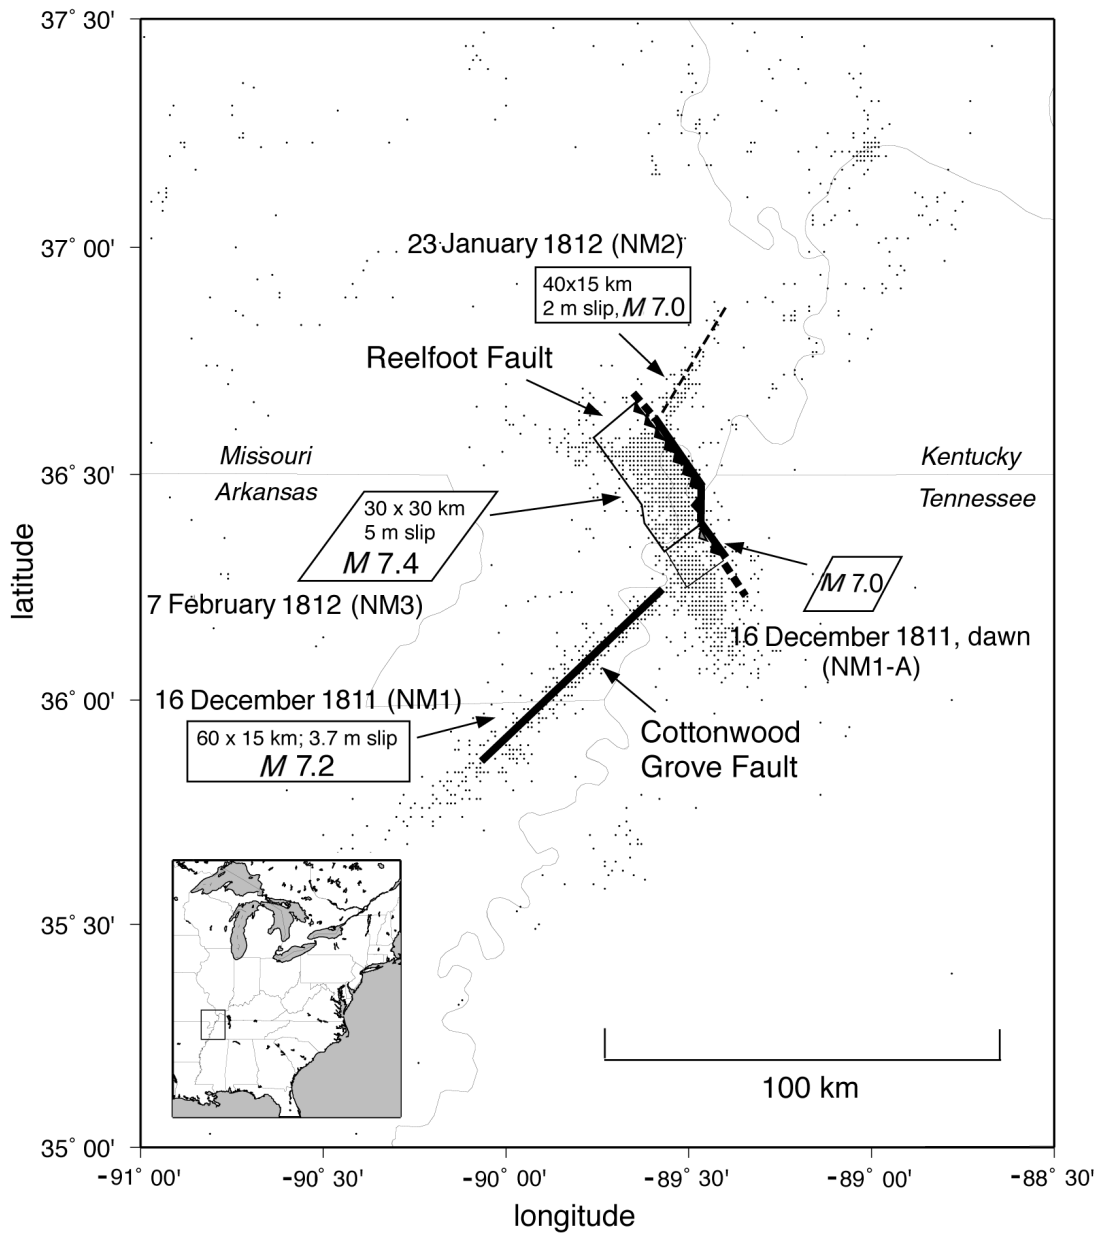 37° 30'
37° 00'
36° 30'
36° 00'
35° 30'
35° 00'
latitude
23 January 1812 (NM2)
40x15 km
2 m slip, M 7.0
Reelfoot Fault
Missouri
Arkansas
Kentucky
Tennessee
30 x 30 km
5 m slip
M 7.4
7 February 1812 (NM3)
M 7.0
16 December 1811, dawn
(NM1-A)
16 December 1811 (NM1)
60 x 15 km; 3.7 m slip
M 7.2
Cottonwood
Grove Fault
100 km
-91° 00'
-90° 30'
-90° 00'
-89° 30'
-89° 00'
-88° 30'
longitude